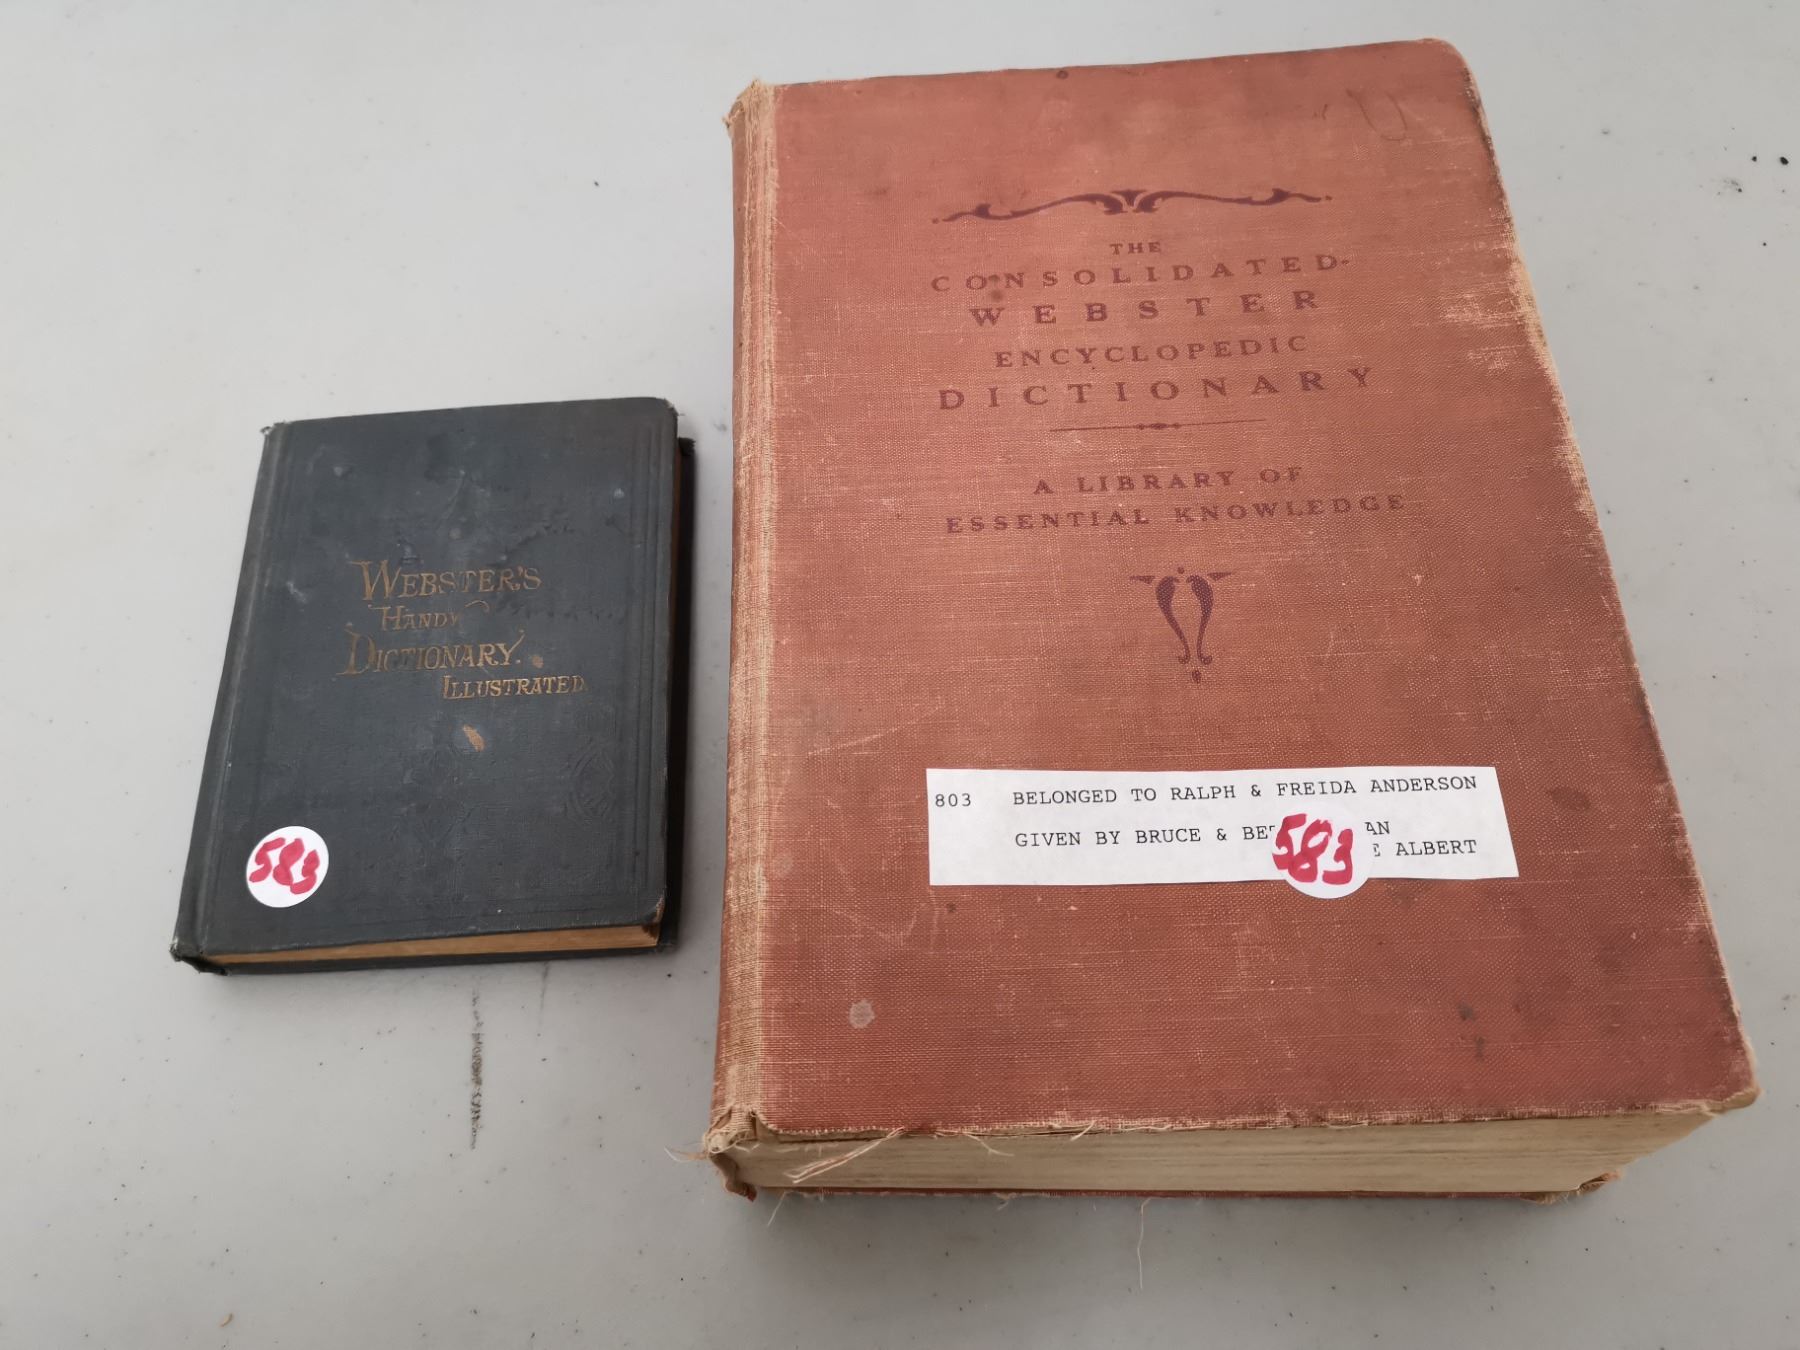 WEBSTER'S
HANDY
DICTIONARY.
ILLUSTRATED.
583
THE
CONSOLIDATED-
WEBSTER
ENCYCLOPEDIC
DICTIONARY
A LIBRARY OF
ESSENTIAL KNOWLEDGE
803 BELONGED TO RALPH & FREIDA ANDERSON
GIVEN BY BRUCE &
ALBERT
583